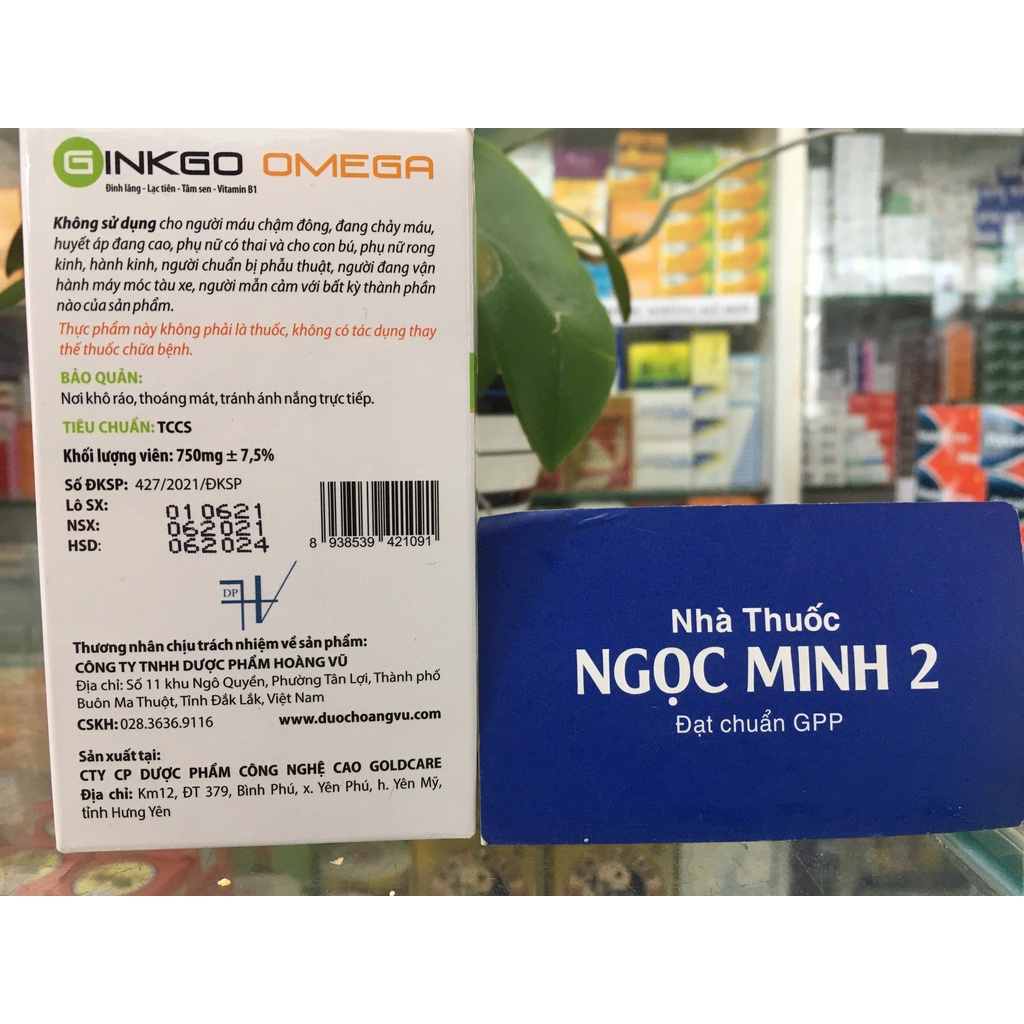 GINKGO OMEGA
Đinh lăng - Lạc tiên - Tâm sen - Vitamin B1
Không sử dụng cho người máu chậm đông, đang chảy máu,
huyết áp đang cao, phụ nữ có thai và cho con bú, phụ nữ rong
kinh, hành kinh, người chuẩn bị phẫu thuật, người đang vận
hành máy móc tàu xe, người mẫn cảm với bất kỳ thành phần
nào của sản phẩm.
Thực phẩm này không phải là thuốc, không có tác dụng thay
thế thuốc chữa bệnh.
BẢO QUẢN:
Nơi khô ráo, thoáng mát, tránh ánh nắng trực tiếp.
TIÊU CHUẨN: TCCS
Khối lượng viên: 750mg ± 7,5%
Số ĐKSP: 427/2021/ĐKSP
Lô SX: 010621
NSX: 062021
HSD: 062024
8 938539 421091
DP HV
Thương nhân chịu trách nhiệm về sản phẩm:
CÔNG TY TNHH DƯỢC PHẨM HOÀNG VŨ
Địa chỉ: Số 11 khu Ngô Quyền, Phường Tân Lợi, Thành phố
Buôn Ma Thuột, Tỉnh Đắk Lắk, Việt Nam
CSKH: 028.3636.9116 www.duochoangvu.com
Sản xuất tại:
CTY CP DƯỢC PHẨM CÔNG NGHỆ CAO GOLDCARE
Địa chỉ: Km12, ĐT 379, Bình Phú, x. Yên Phú, h. Yên Mỹ,
tỉnh Hưng Yên
Nhà Thuốc
NGỌC MINH 2
Đạt chuẩn GPP